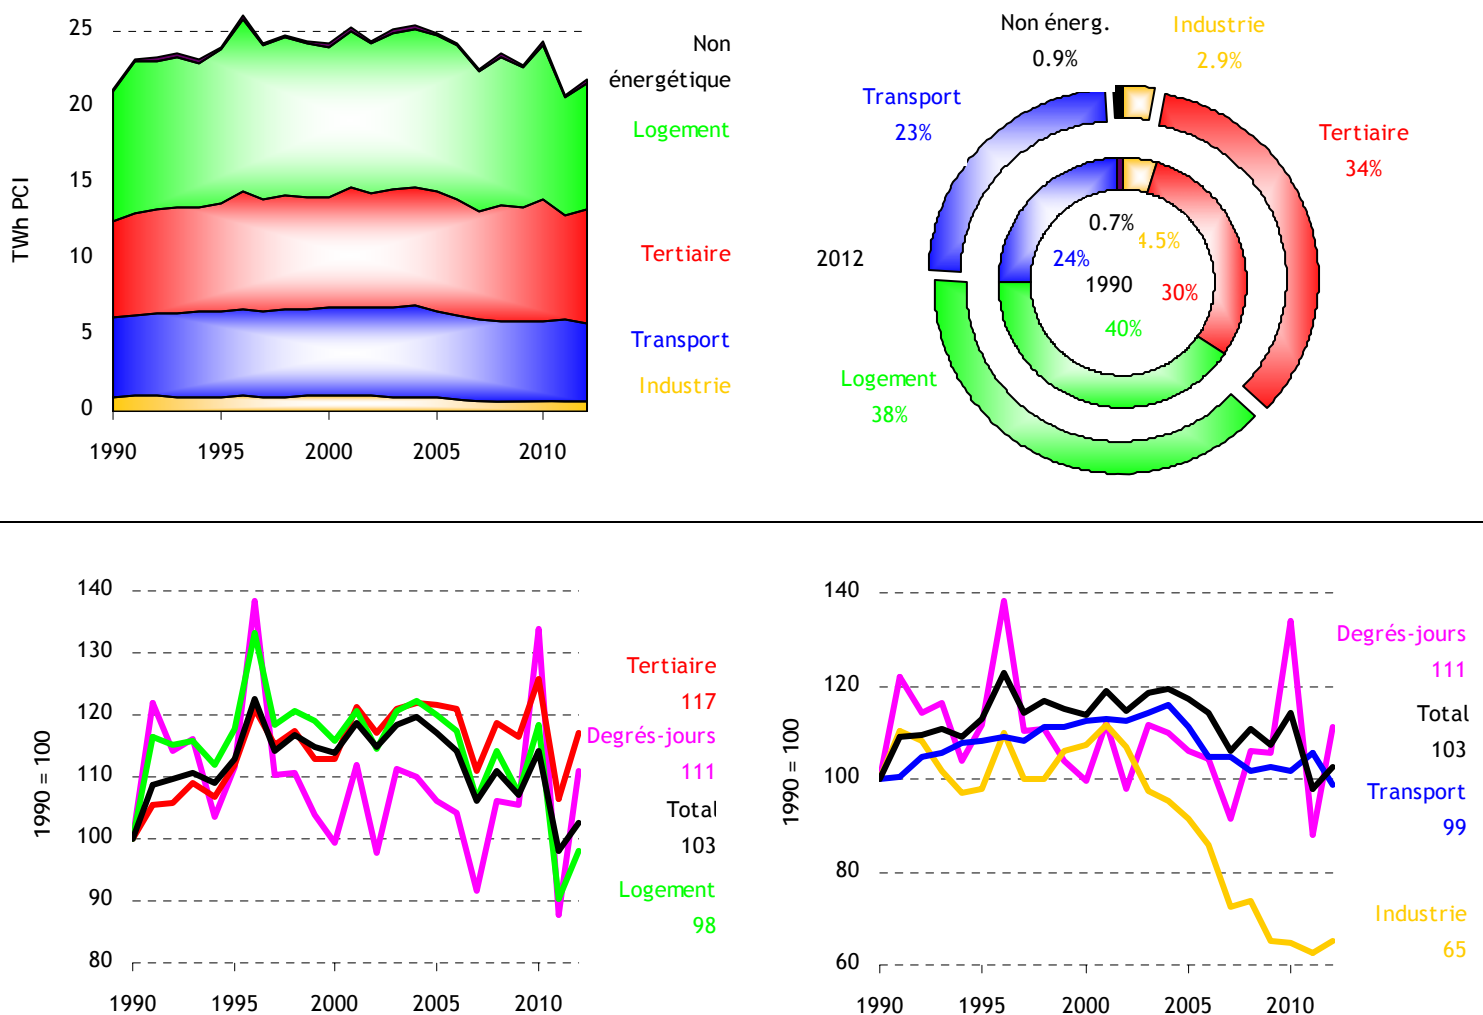 25
20
15
10
5
0
TWh PCI
1990
1995
2000
2005
2010
Non
énergétique
Logement
Tertiaire
Transport
Industrie
Non énerg.
0.9%
Industrie
2.9%
Transport
23%
Tertiaire
34%
0.7%
4.5%
24%
1990
30%
40%
2012
Logement
38%
140
130
120
110
100
90
80
1990 = 100
1990
1995
2000
2005
2010
Tertiaire
117
Degrés-jours
111
Total
103
Logement
98
140
120
100
80
60
1990 = 100
1990
1995
2000
2005
2010
Degrés-jours
111
Total
103
Transport
99
Industrie
65